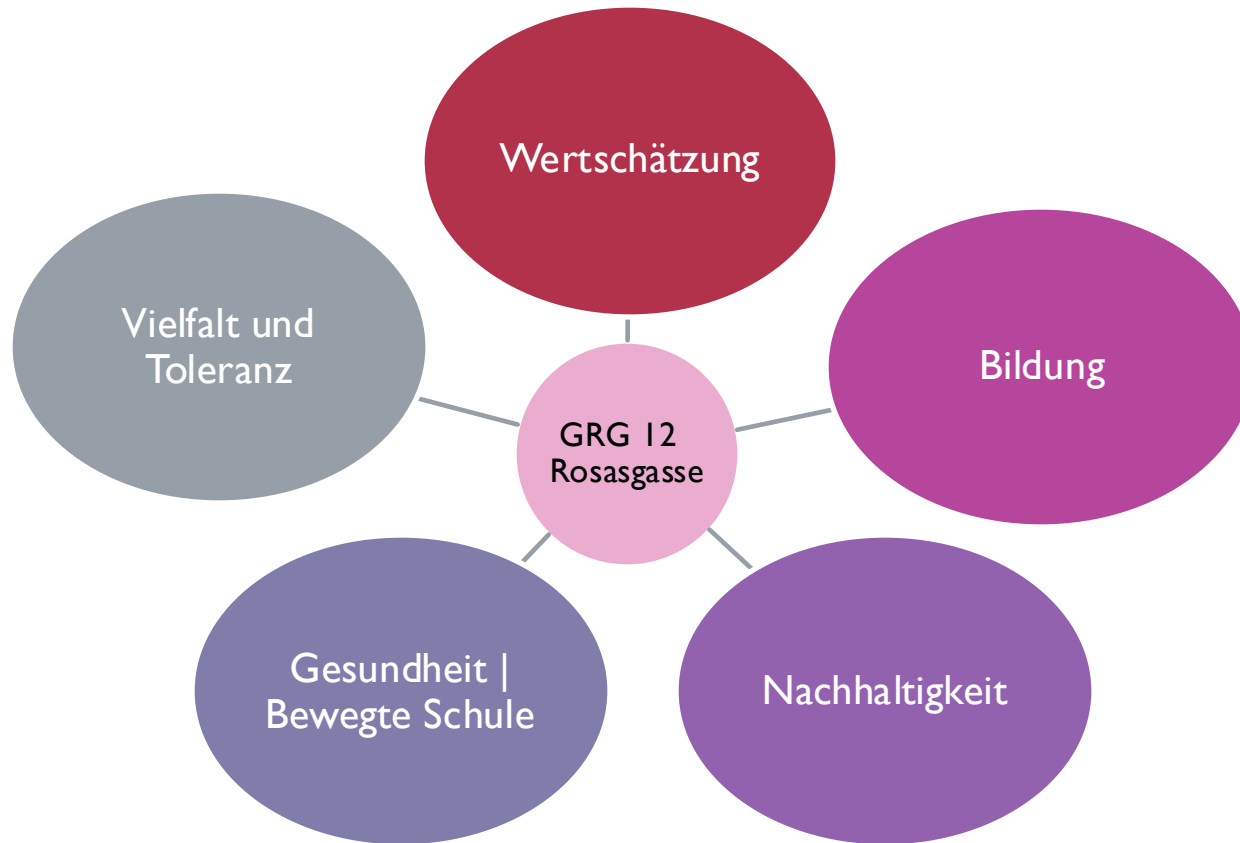 Wertschätzung
Vielfalt und
Toleranz
Bildung
GRG 12
Rosasgasse
Gesundheit |
Bewegte Schule
Nachhaltigkeit